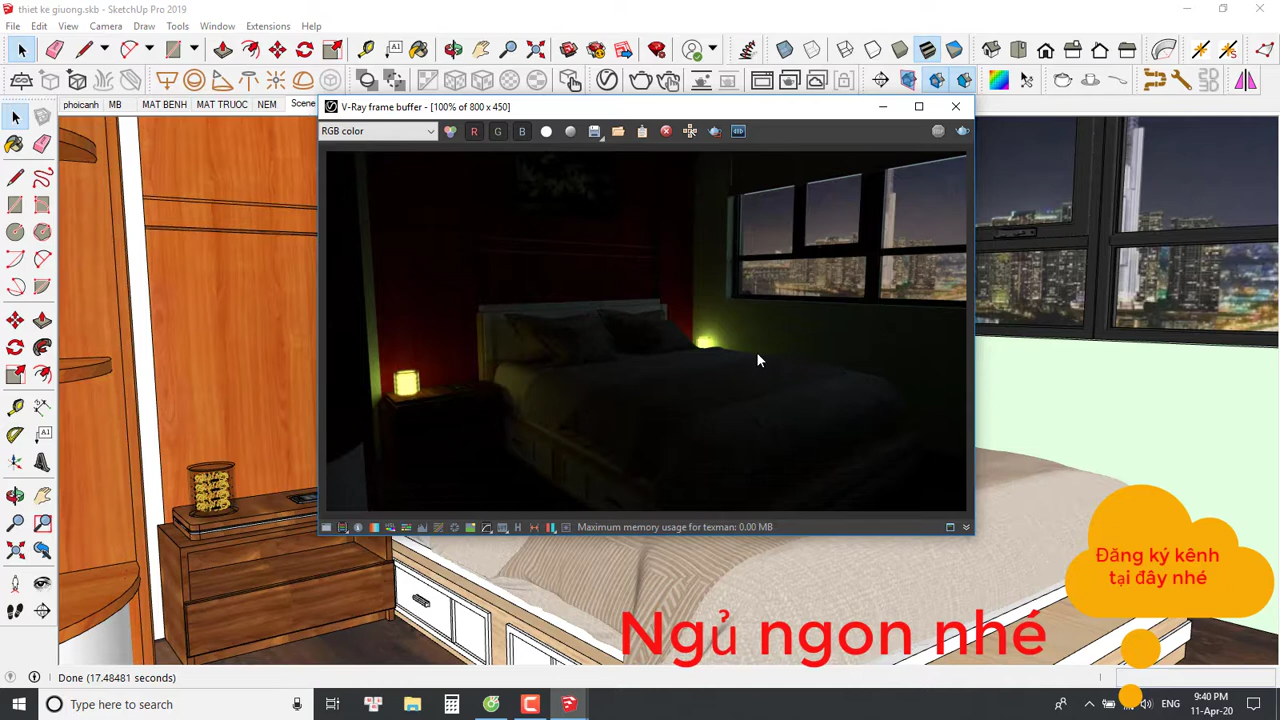 thiet ke giuong.skb - SketchUp Pro 2019
File Edit View Camera Draw Tools Window Extensions Help
phoicanh MB MAT BENH MAT TRUOC NEM Scene
V-Ray frame buffer - [100% of 800 x 450]
RGB color
R G B
Maximum memory usage for texman: 0.00 MB
Đăng ký kênh
tại đây nhé
Ngủ ngon nhé
Done (17.48481 seconds)
Type here to search
ENG
9:40 PM
11-Apr-20